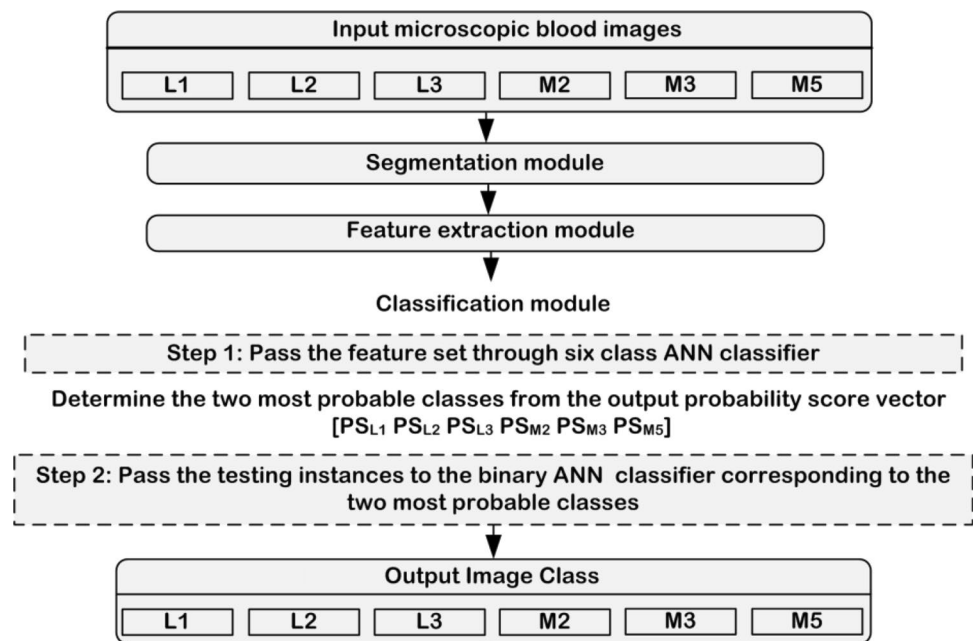 Input microscopic blood images
L1 L2 L3 M2 M3 M5
Segmentation module
Feature extraction module
Classification module
Step 1: Pass the feature set through six class ANN classifier
Determine the two most probable classes from the output probability score vector
[PSL1 PSL2 PSL3 PSM2 PSM3 PSM5]
Step 2: Pass the testing instances to the binary ANN classifier corresponding to the
two most probable classes
Output Image Class
L1 L2 L3 M2 M3 M5